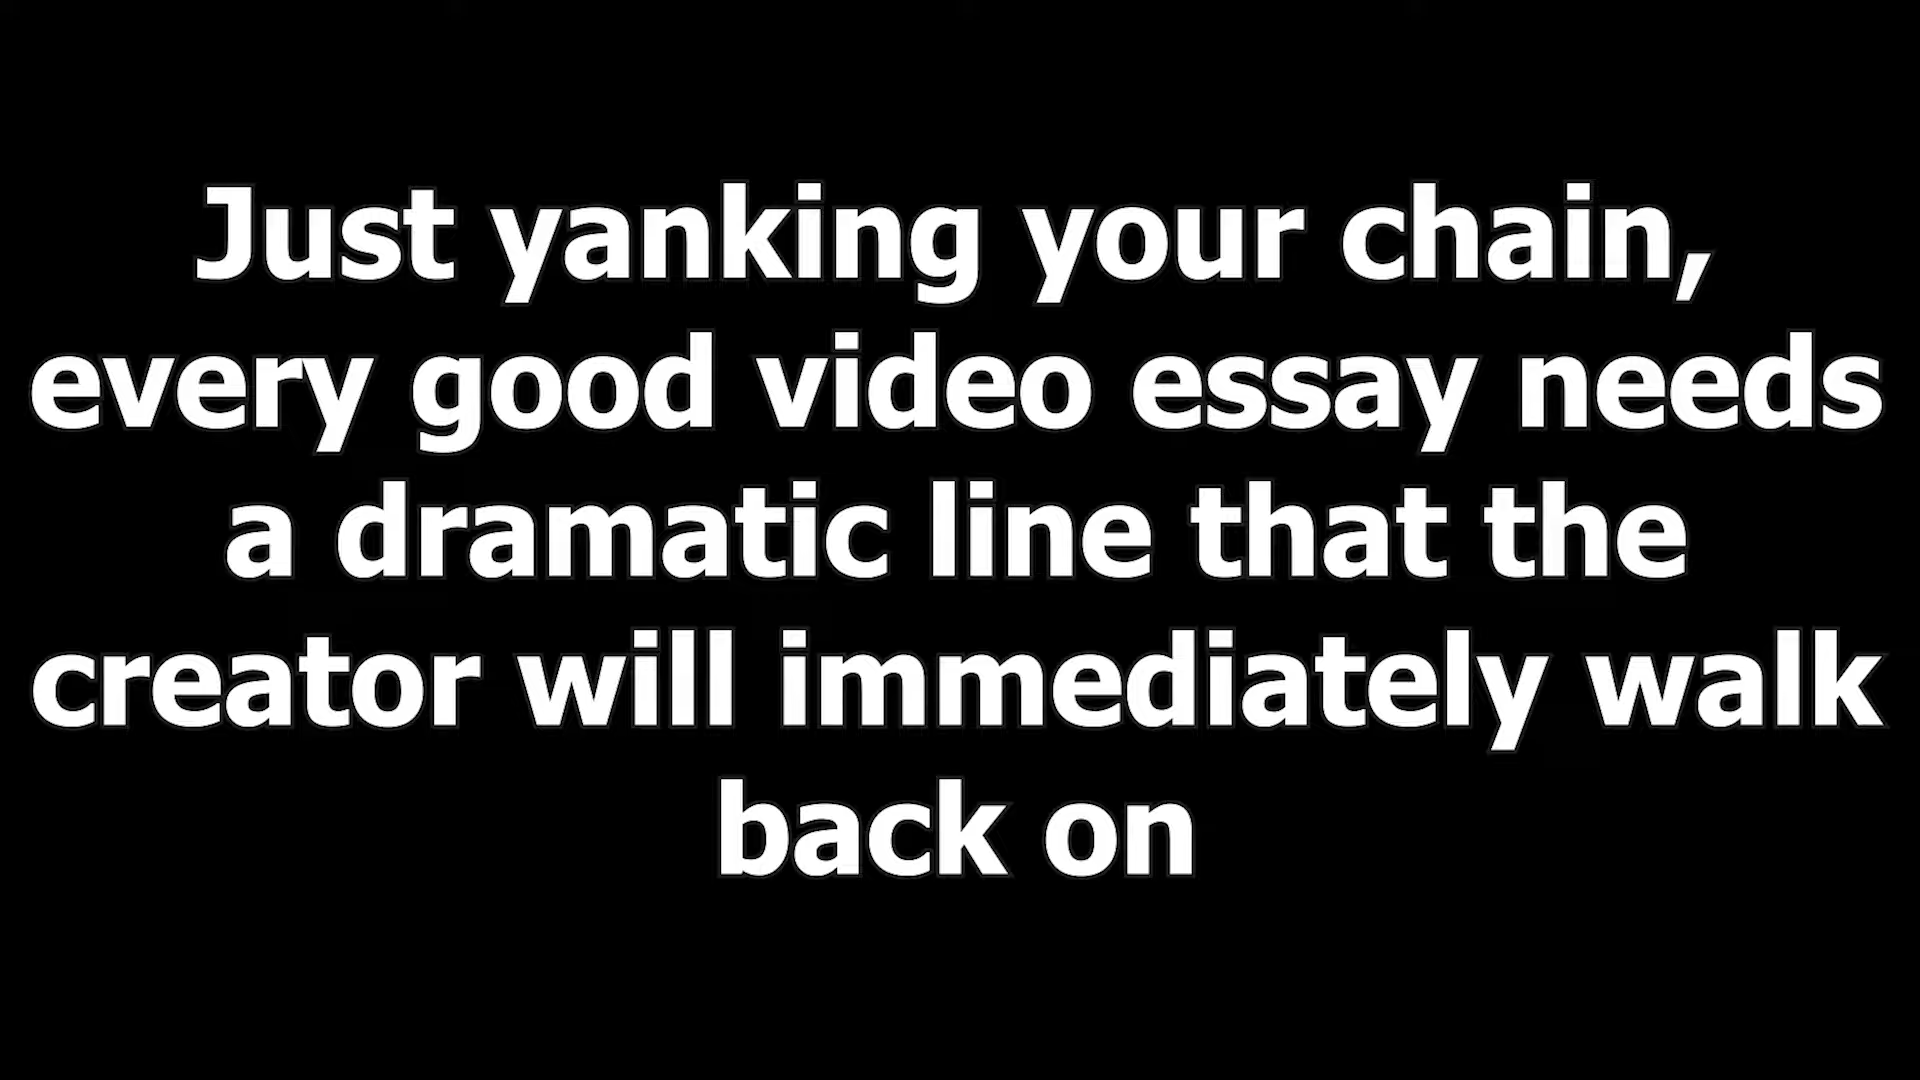 Just yanking your chain,
every good video essay needs
a dramatic line that the
creator will immediately walk
back on